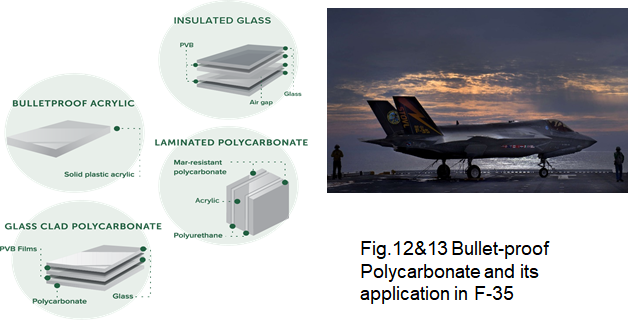 INSULATED GLASS
PVB
Glass
Air gap
BULLETPROOF ACRYLIC
Solid plastic acrylic
LAMINATED POLYCARBONATE
Mar-resistant
polycarbonate
Acrylic
Polyurethane
GLASS CLAD POLYCARBONATE
PVB Films
Polycarbonate
Glass
Fig.12&13 Bullet-proof
Polycarbonate and its
application in F-35